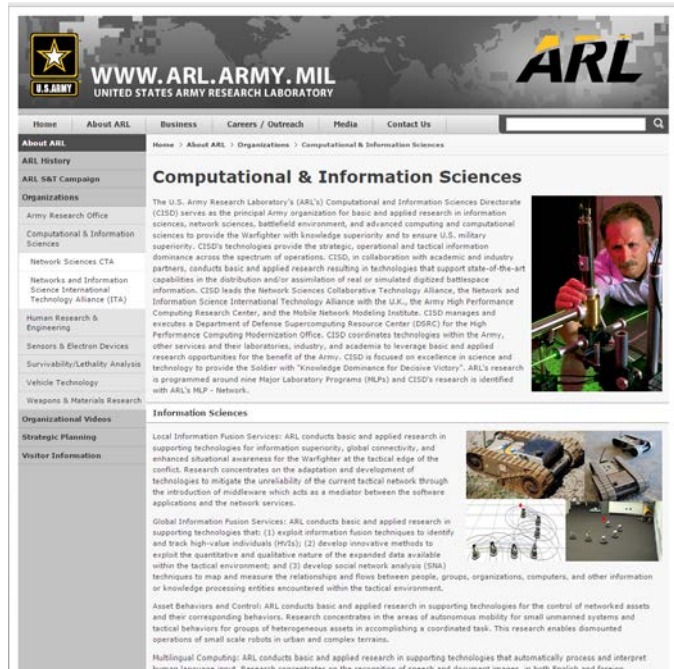 U.S.ARMY
WWW.ARL.ARMY.MIL
UNITED STATES ARMY RESEARCH LABORATORY
ARL
Home About ARL Business Careers / Outreach Media Contact Us
About ARL
ARL History
ARL S&T Campaign
Organizations
Army Research Office
Computational & Information
Sciences
Network Sciences CTA
Networks and Information
Science International
Technology Alliance (ITA)
Human Research &
Engineering
Sensors & Electron Devices
Survivability/Lethality Analysis
Vehicle Technology
Weapons & Materials Research
Organizational Videos
Strategic Planning
Visitor Information
Home > About ARL > Organizations > Computational & Information Sciences
Computational & Information Sciences
The U.S. Army Research Laboratory's (ARL's) Computational and Information Sciences Directorate
(CISD) serves as the principal Army organization for basic and applied research in information
sciences, network sciences, battlefield environment, and advanced computing and computational
sciences to provide the Warfighter with knowledge superiority and to ensure U.S. military
superiority. CISD's technologies provide the strategic, operational and tactical information
dominance across the spectrum of operations. CISD, in collaboration with academic and industry
partners, conducts basic and applied research resulting in technologies that support state-of-the-art
capabilities in the distribution and/or assimilation of real or simulated digitized battlespace
information. CISD leads the Network Sciences Collaborative Technology Alliance, the Network and
Information Science International Technology Alliance with the U.K., the Army High Performance
Computing Research Center, and the Mobile Network Modeling Institute. CISD manages and
executes a Department of Defense Supercomputing Resource Center (DSRC) for the High
Performance Computing Modernization Office. CISD coordinates technologies within the Army,
other services and their laboratories, industry, and academia to leverage basic and applied
research opportunities for the benefit of the Army. CISD is focused on excellence in science and
technology to provide the Soldier with "Knowledge Dominance for Decisive Victory". ARL's research
is programmed around nine Major Laboratory Programs (MLPs) and CISD's research is identified
with ARL's MLP - Network.
Information Sciences
Local Information Fusion Services: ARL conducts basic and applied research in
supporting technologies for information superiority, global connectivity, and
enhanced situational awareness for the Warfighter at the tactical edge of the
conflict. Research concentrates on the adaptation and development of
technologies to mitigate the unreliability of the current tactical network through
the introduction of middleware which acts as a mediator between the software
applications and the network services.
Global Information Fusion Services: ARL conducts basic and applied research in
supporting technologies that: (1) exploit information fusion techniques to identify
and track high-value individuals (HVIs); (2) develop innovative methods to
exploit the quantitative and qualitative nature of the expanded data available
within the tactical environment; and (3) develop social network analysis (SNA)
techniques to map and measure the relationships and flows between people, groups, organizations, computers, and other information
or knowledge processing entities encountered within the tactical environment.
Asset Behaviors and Control: ARL conducts basic and applied research in supporting technologies for the control of networked assets
and their corresponding behaviors. Research concentrates in the areas of autonomous mobility for small unmanned systems and
tactical behaviors for groups of heterogeneous assets in accomplishing a coordinated task. This research enables dismounted
operations of small scale robots in urban and complex terrains.
Multilingual Computing: ARL conducts basic and applied research in supporting technologies that automatically process and interpret